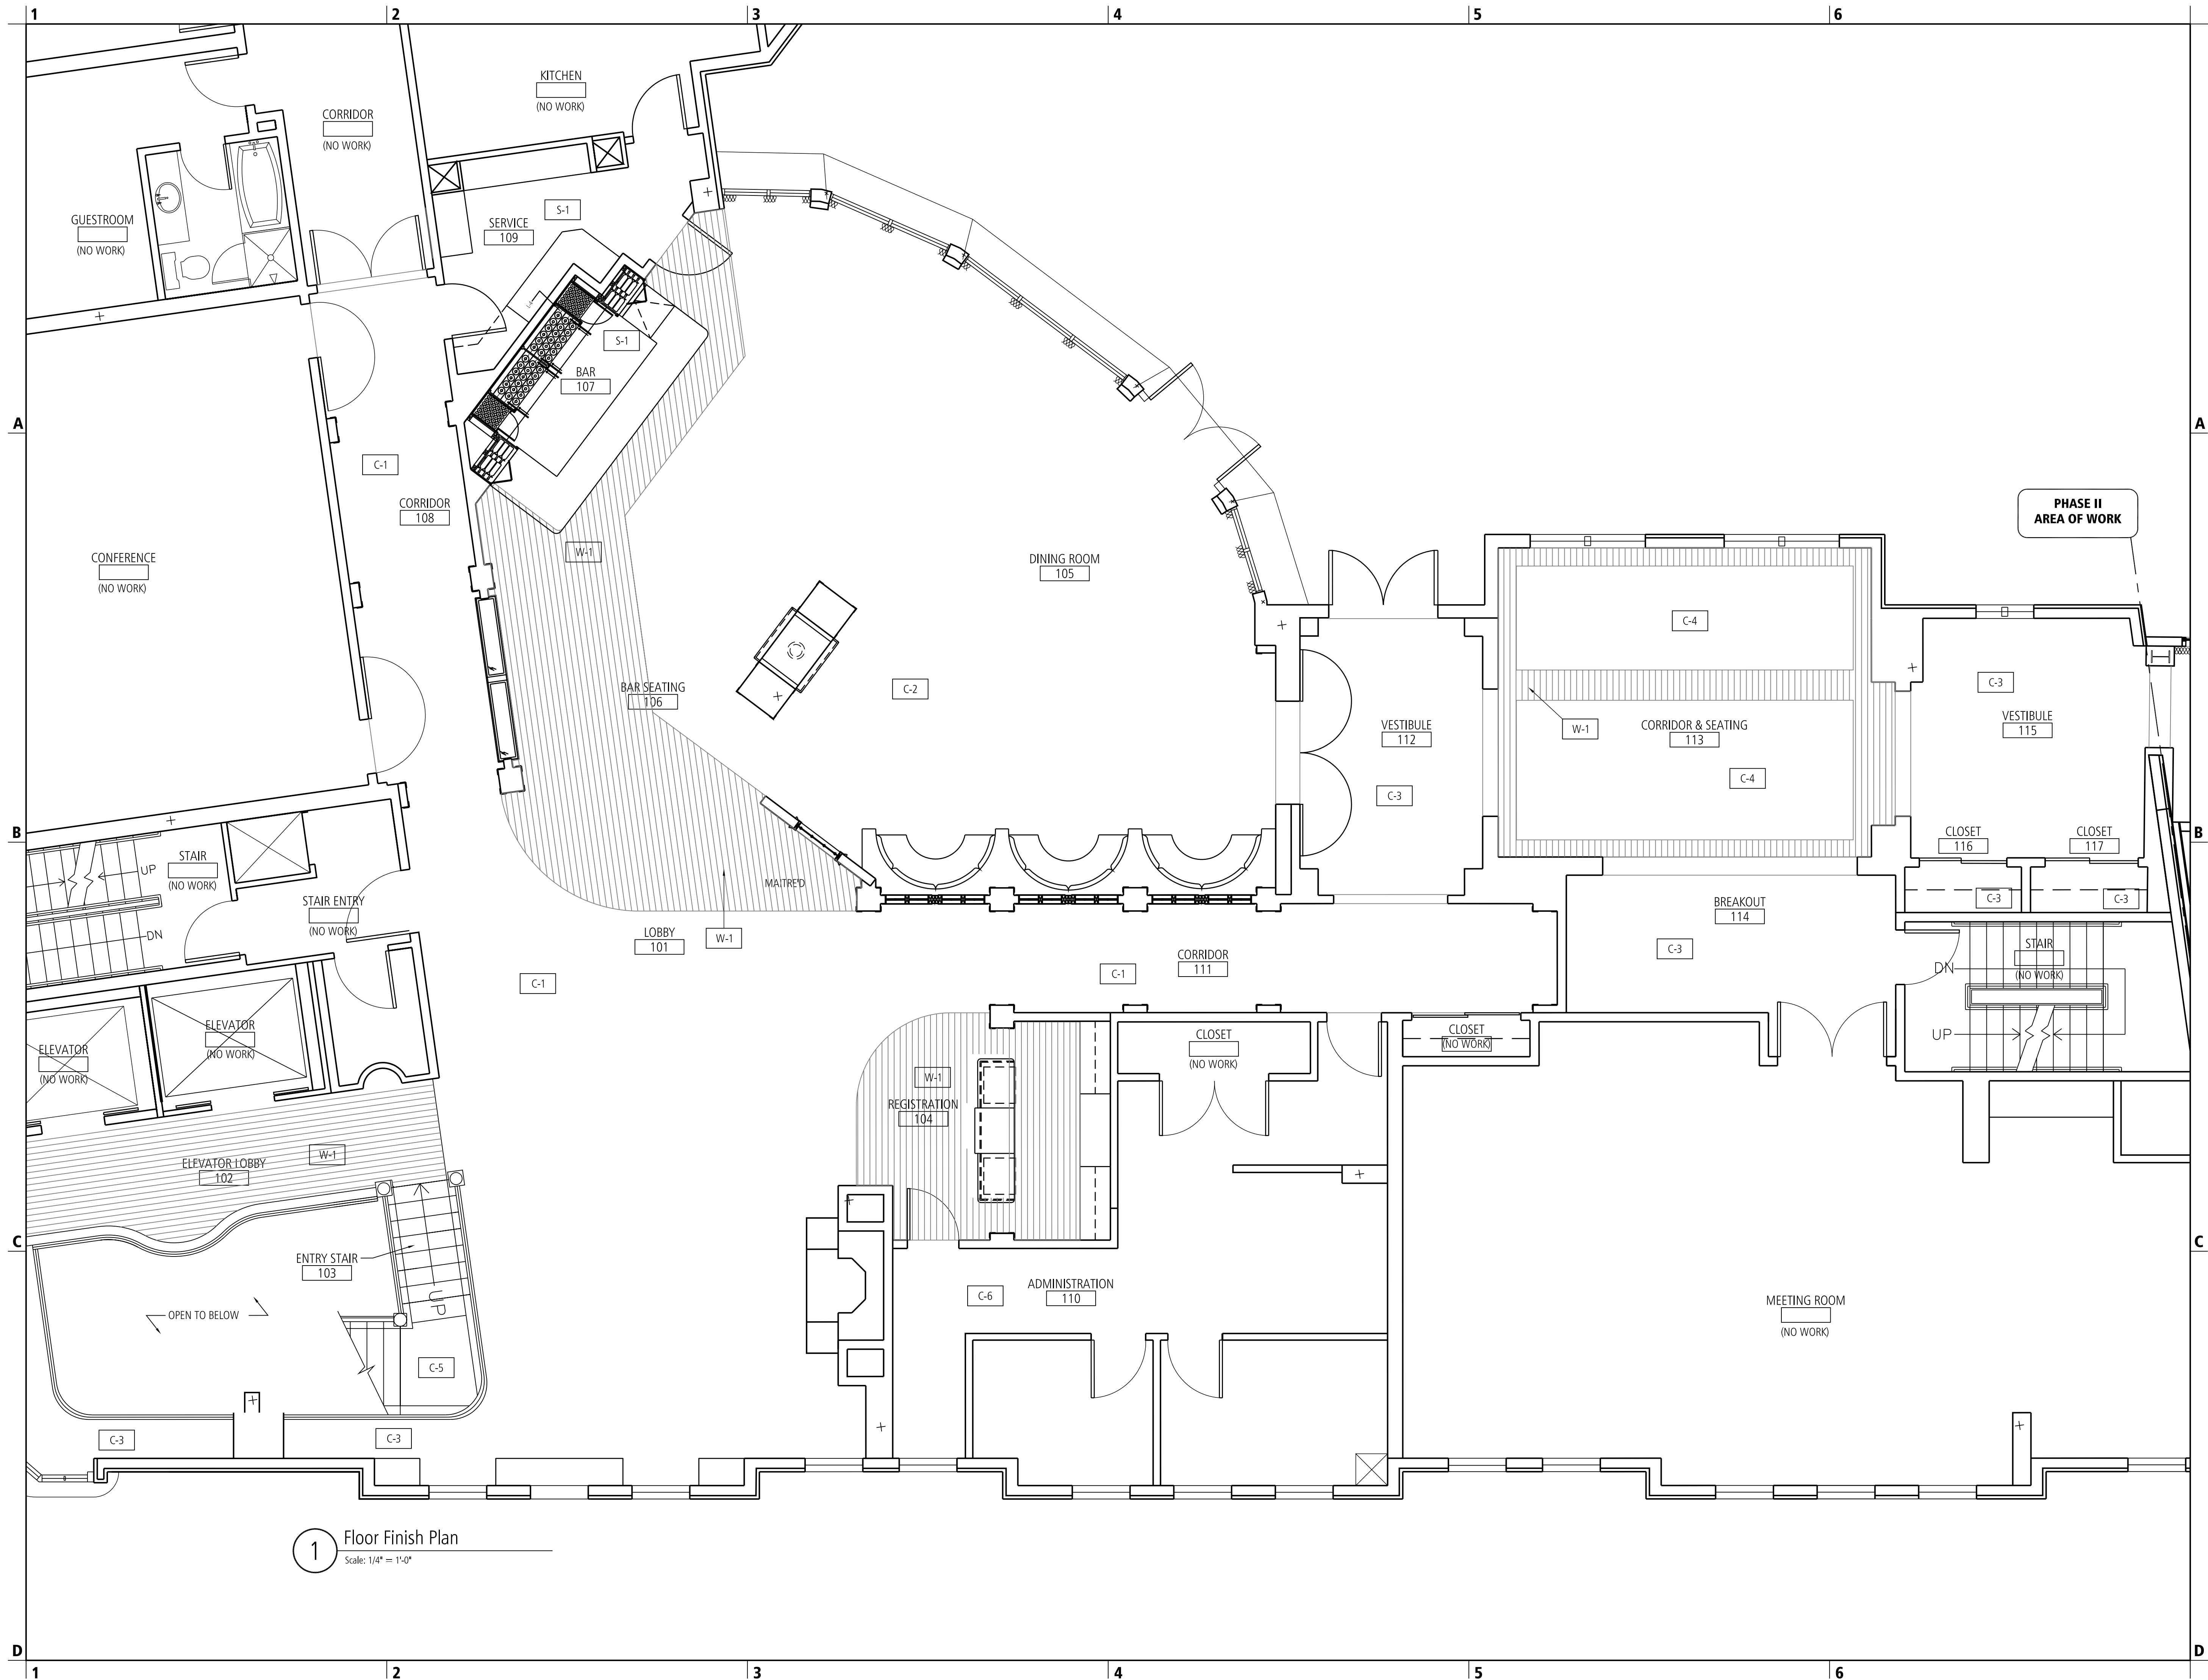 1 2 3 4 5 6
KITCHEN
(NO WORK)
CORRIDOR
(NO WORK)
GUESTROOM
(NO WORK)
S-1
SERVICE
109
S-1
BAR
107
A
A
C-1
CORRIDOR
108
PHASE II
AREA OF WORK
CONFERENCE
(NO WORK)
W-1
DINING ROOM
105
C-4
BAR SEATING
106
C-2
C-3
VESTIBULE
112
W-1
CORRIDOR & SEATING
113
VESTIBULE
115
C-4
C-3
B
B
CLOSET
116
CLOSET
117
STAIR
(NO WORK)
UP
MAITRE'D
C-3
C-3
STAIR ENTRY
(NO WORK)
BREAKOUT
114
DN
LOBBY
101
W-1
CORRIDOR
111
C-3
STAIR
(NO WORK)
DN
C-1
C-1
ELEVATOR
(NO WORK)
ELEVATOR
(NO WORK)
CLOSET
(NO WORK)
CLOSET
(NO WORK)
UP
W-1
REGISTRATION
104
W-1
ELEVATOR LOBBY
102
C
C
ENTRY STAIR
103
UP
OPEN TO BELOW
C-6
ADMINISTRATION
110
MEETING ROOM
(NO WORK)
C-5
C-3
C-3
1
Floor Finish Plan
Scale: 1/4" = 1'-0"
D
D
1 2 3 4 5 6